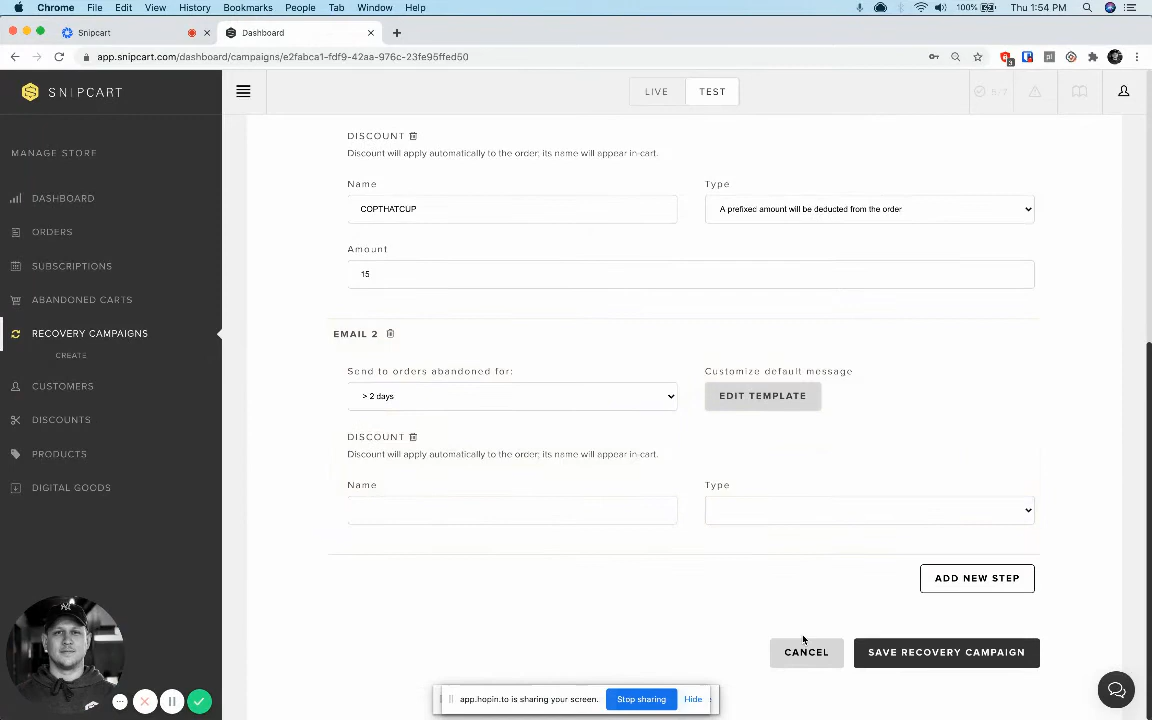 Chrome File Edit View History Bookmarks People Tab Window Help 100% Thu 1:54 PM
Snipcart Dashboard
app.snipcart.com/dashboard/campaigns/e2fabca1-fdf9-42aa-976c-23fe95ffed50
SNIPCART
LIVE TEST
MANAGE STORE
DASHBOARD
ORDERS
SUBSCRIPTIONS
ABANDONED CARTS
RECOVERY CAMPAIGNS
CREATE
CUSTOMERS
DISCOUNTS
PRODUCTS
DIGITAL GOODS
DISCOUNT
Discount will apply automatically to the order; its name will appear in-cart.
Name Type
COPTHATCUP A prefixed amount will be deducted from the order
Amount
15
EMAIL 2
Send to orders abandoned for: Customize default message
> 2 days EDIT TEMPLATE
DISCOUNT
Discount will apply automatically to the order; its name will appear in-cart.
Name Type
ADD NEW STEP
CANCEL SAVE RECOVERY CAMPAIGN
app.hopin.to is sharing your screen. Stop sharing Hide